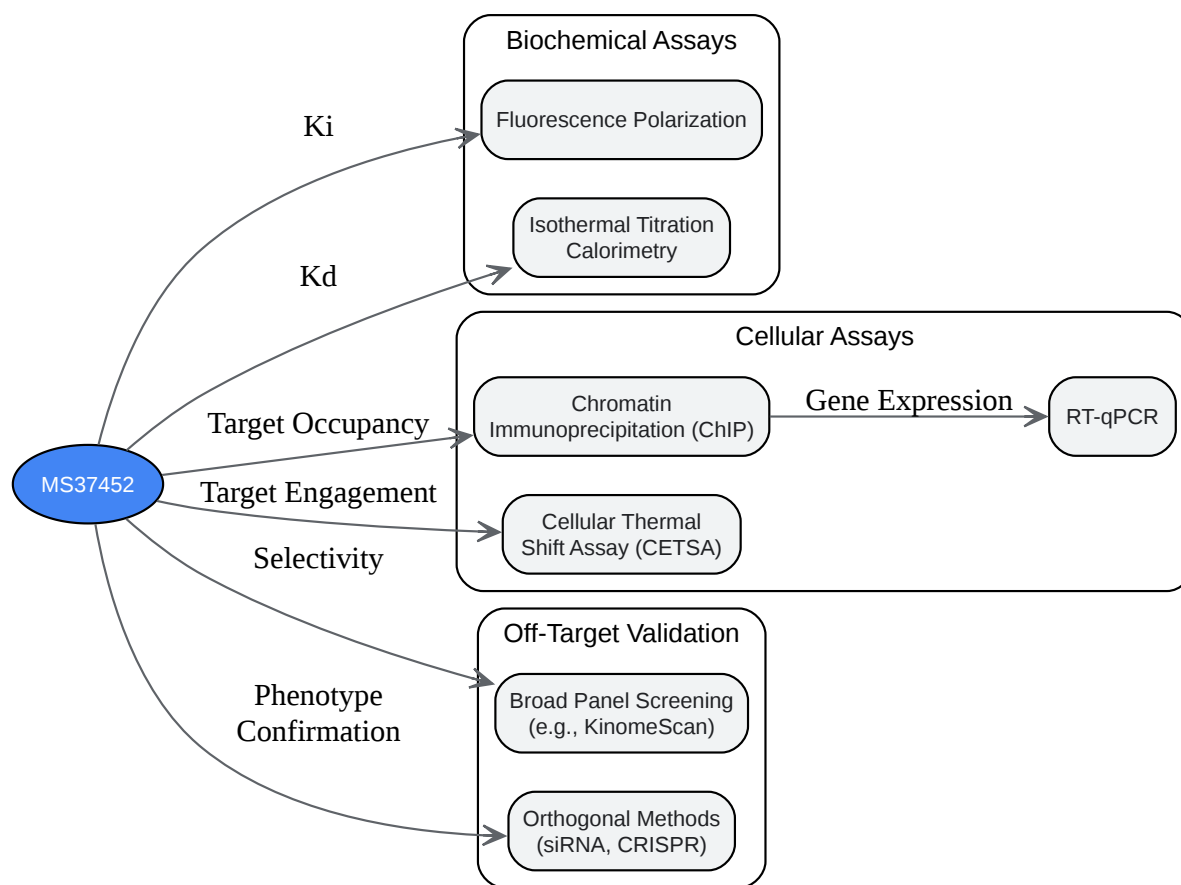 Biochemical Assays
Fluorescence Polarization
Ki
Isothermal Titration
Calorimetry
Kd
Cellular Assays
Chromatin
Immunoprecipitation (ChIP)
Gene Expression
RT-qPCR
Target Occupancy
MS37452
Target Engagement
Cellular Thermal
Shift Assay (CETSA)
Selectivity
Off-Target Validation
Broad Panel Screening
(e.g., KinomeScan)
Phenotype
Confirmation
Orthogonal Methods
(siRNA, CRISPR)